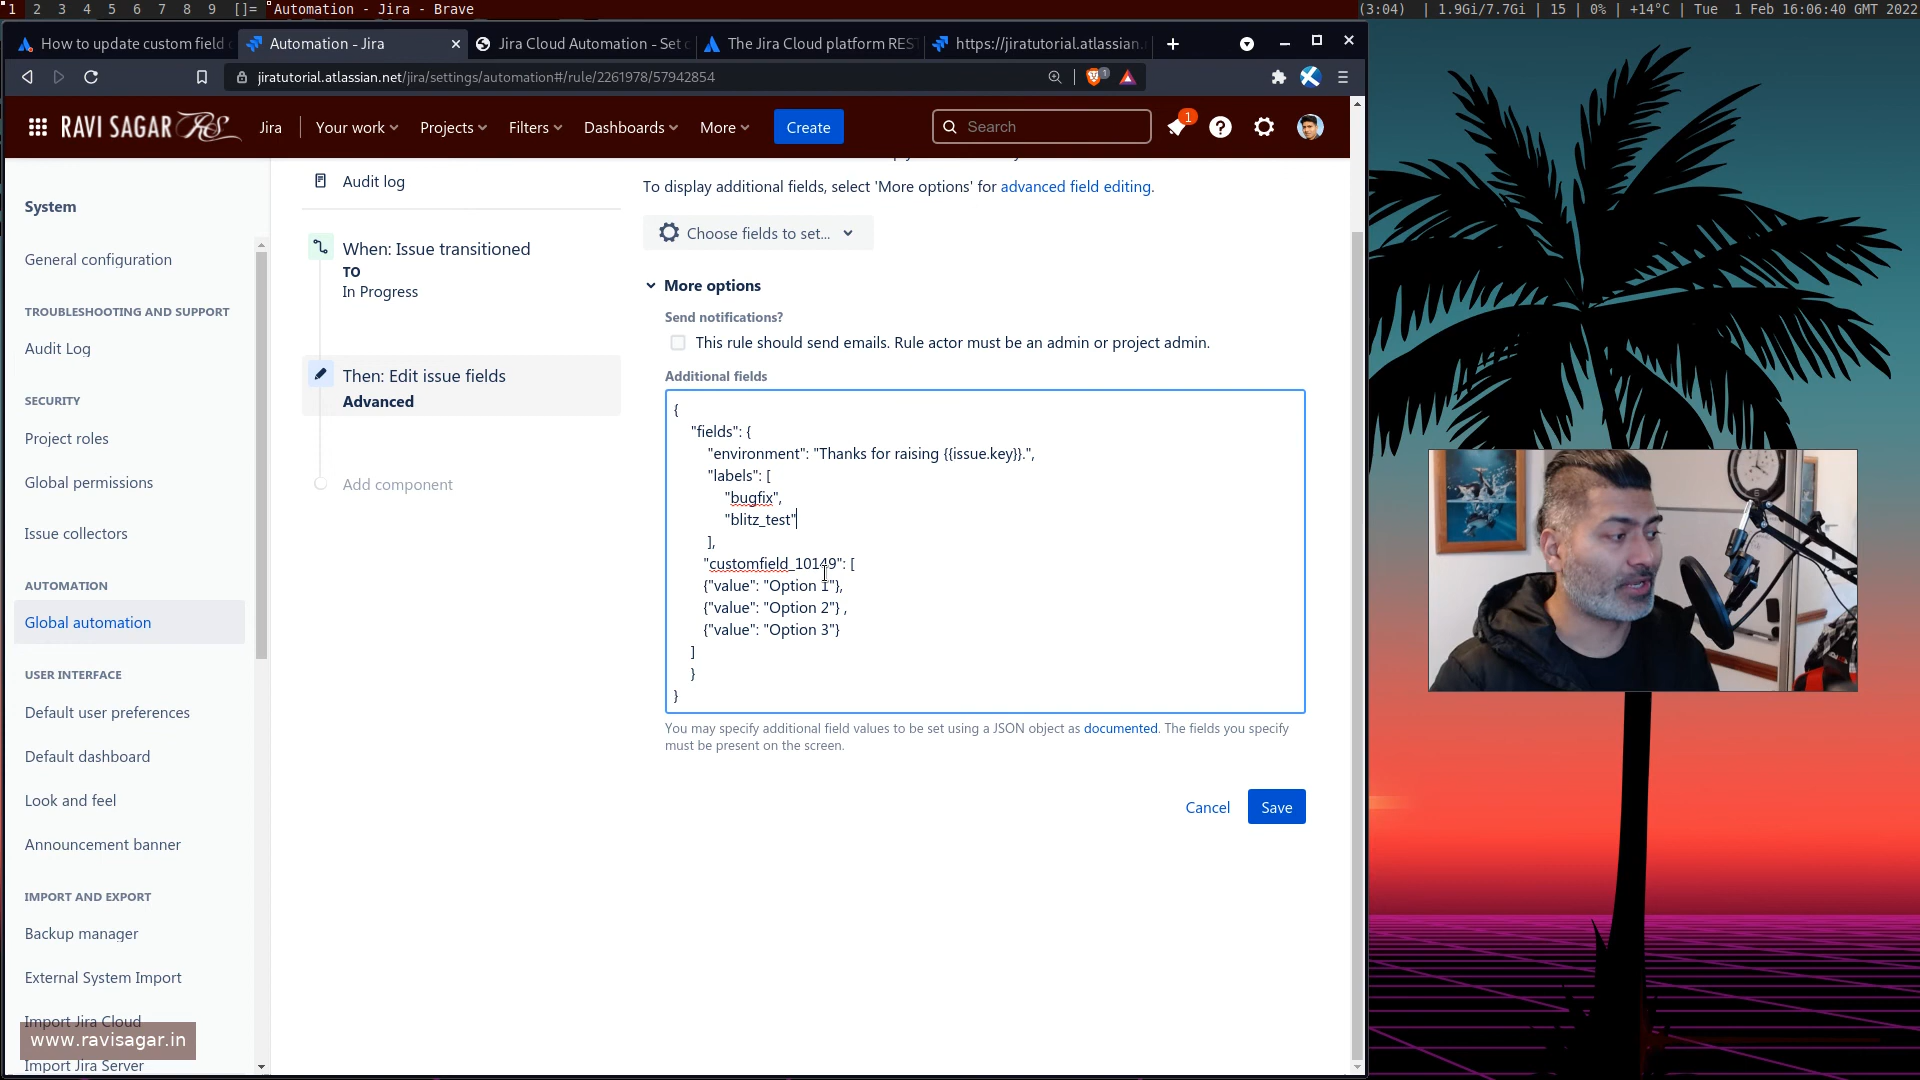 1 2 3 4 5 6 7 8 9 []= Automation - Jira - Brave (3:04) | 1.9Gi/7.7Gi | 15 | 0% | +14°C | Tue 1 Feb 16:06:40 GMT 2022
How to update custom field Automation - Jira Jira Cloud Automation - Set The Jira Cloud platform RES https://jiratutorial.atlassian.
jiratutorial.atlassian.net/jira/settings/automation#/rule/2261978/57942854 1
RAVI SAGAR RS Jira Your work Projects Filters Dashboards More Create Search 1
Audit log
To display additional fields, select 'More options' for advanced field editing.
Choose fields to set...
System
General configuration
TROUBLESHOOTING AND SUPPORT
Audit Log
SECURITY
Project roles
Global permissions
Issue collectors
AUTOMATION
Global automation
USER INTERFACE
Default user preferences
Default dashboard
Look and feel
Announcement banner
IMPORT AND EXPORT
Backup manager
External System Import
Import Jira Cloud
Import Jira Server
www.ravisagar.in
When: Issue transitioned
TO
In Progress
Then: Edit issue fields
Advanced
Add component
More options
Send notifications?
This rule should send emails. Rule actor must be an admin or project admin.
Additional fields
{
"fields": {
"environment": "Thanks for raising {{issue.key}}.",
"labels": [
"bugfix",
"blitz_test"
],
"customfield_10149": [
{"value": "Option 1"},
{"value": "Option 2"} ,
{"value": "Option 3"}
]
}
}
You may specify additional field values to be set using a JSON object as documented. The fields you specify
must be present on the screen.
Cancel Save